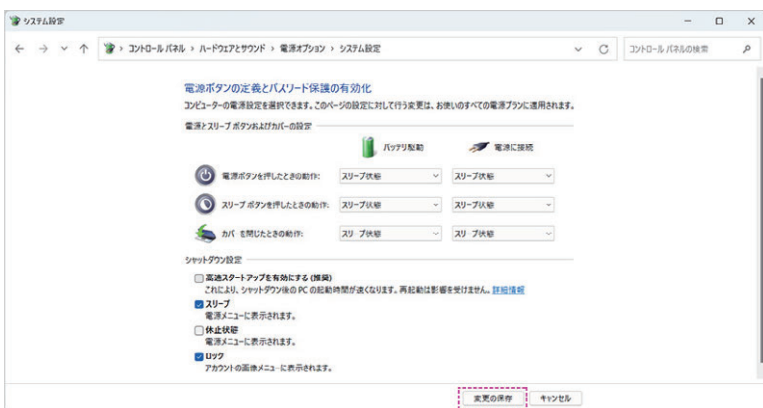 システム設定
コントロール パネル › ハードウェアとサウンド › 電源オプション › システム設定
コントロール パネルの検索
電源ボタンの定義とパスワード保護の有効化
コンピューターの電源設定を選択できます。このページの設定に対して行う変更は、お使いのすべての電源プランに適用されます。
電源とスリープ ボタンおよびカバーの設定
バッテリ駆動 電源に接続
電源ボタンを押したときの動作: スリープ状態 スリープ状態
スリープ ボタンを押したときの動作: スリープ状態 スリープ状態
カバーを閉じたときの動作: スリープ状態 スリープ状態
シャットダウン設定
高速スタートアップを有効にする (推奨)
これにより、シャットダウン後の PC の起動時間が速くなります。再起動は影響を受けません。詳細情報
スリープ
電源メニューに表示されます。
休止状態
電源メニューに表示されます。
ロック
アカウントの画像メニューに表示されます。
変更の保存 キャンセル